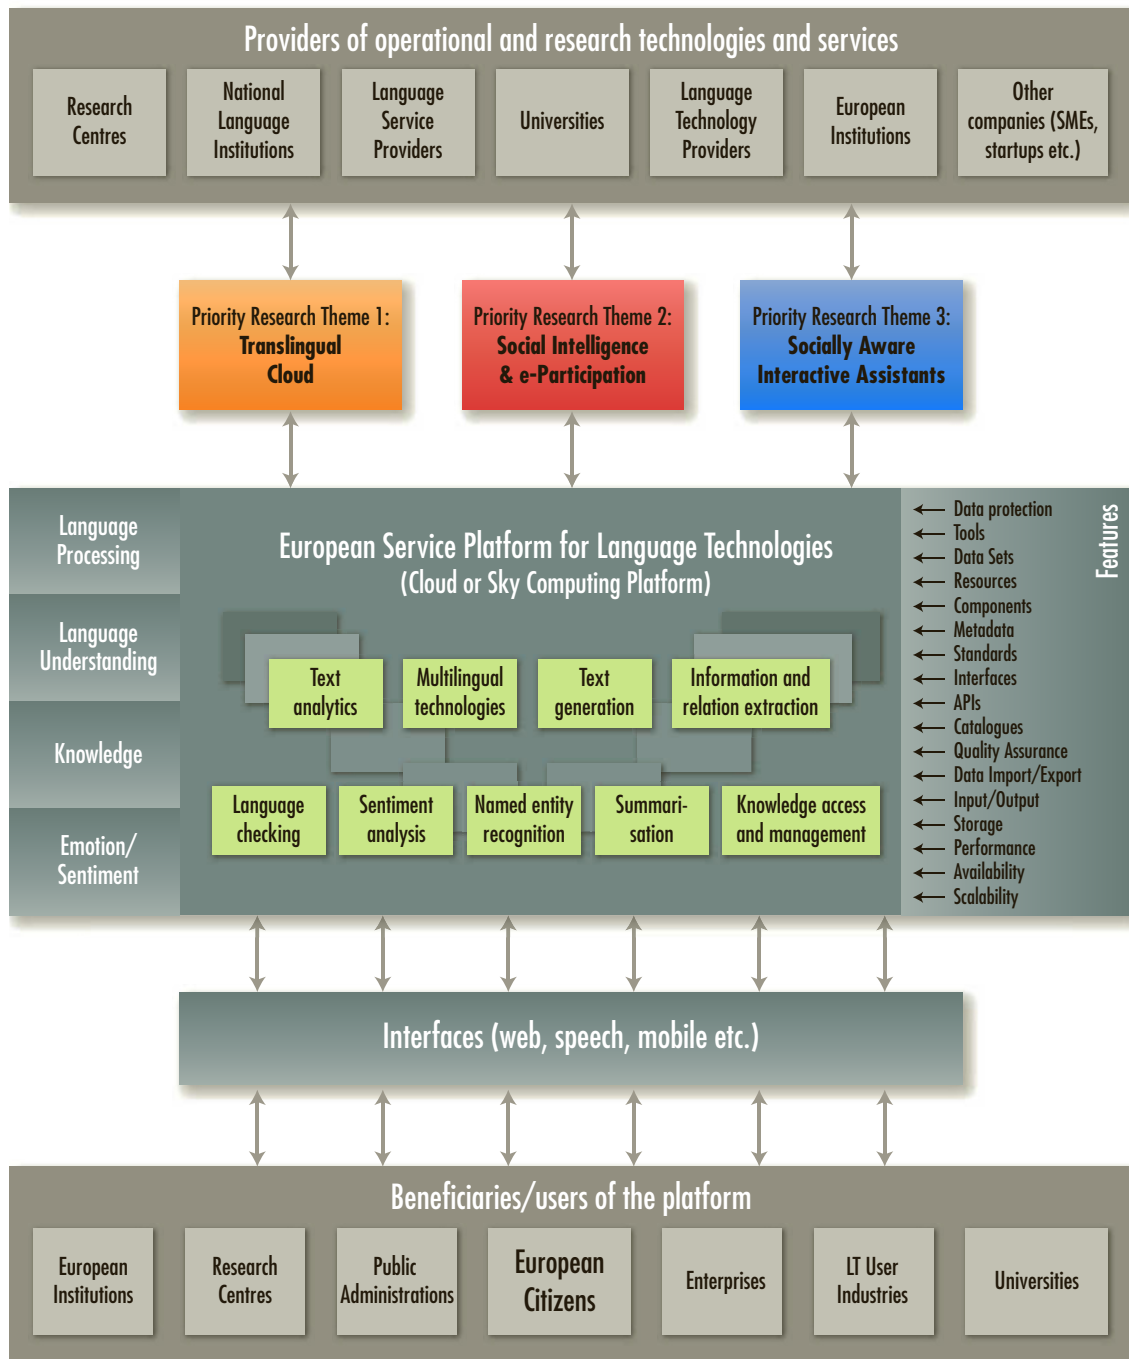 Providers of operational and research technologies and services
Research
Centres
National
Language
Institutions
Language
Service
Providers
Universities
Language
Technology
Providers
European
Institutions
Other
companies (SMEs,
startups etc.)
Priority Research Theme 1:
Translingual
Cloud
Priority Research Theme 2:
Social Intelligence
& e-Participation
Priority Research Theme 3:
Socially Aware
Interactive Assistants
Language
Processing
Language
Understanding
Knowledge
Emotion/
Sentiment
European Service Platform for Language Technologies
(Cloud or Sky Computing Platform)
Text
analytics
Multilingual
technologies
Text
generation
Information and
relation extraction
Language
checking
Sentiment
analysis
Named entity
recognition
Summari-
sation
Knowledge access
and management
Features
Data protection
Tools
Data Sets
Resources
Components
Metadata
Standards
Interfaces
APIs
Catalogues
Quality Assurance
Data Import/Export
Input/Output
Storage
Performance
Availability
Scalability
Interfaces (web, speech, mobile etc.)
Beneficiaries/users of the platform
European
Institutions
Research
Centres
Public
Administrations
European
Citizens
Enterprises
LT User
Industries
Universities